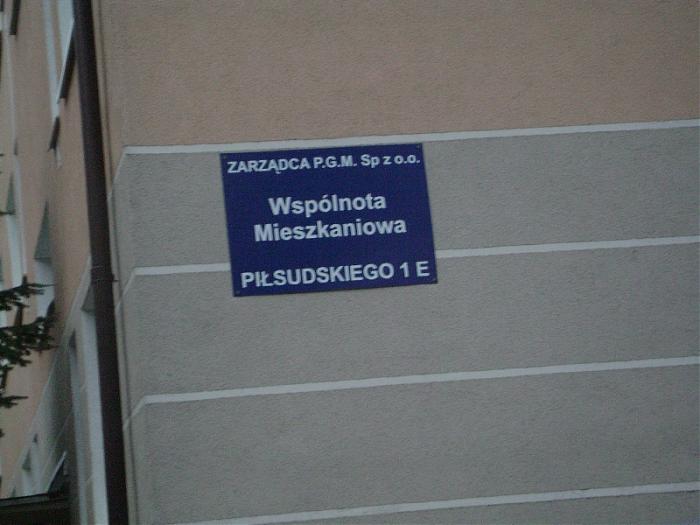 ZARZĄDCA P.G.M. Sp z o.o.
Wspólnota
Mieszkaniowa
PIŁSUDSKIEGO 1 E